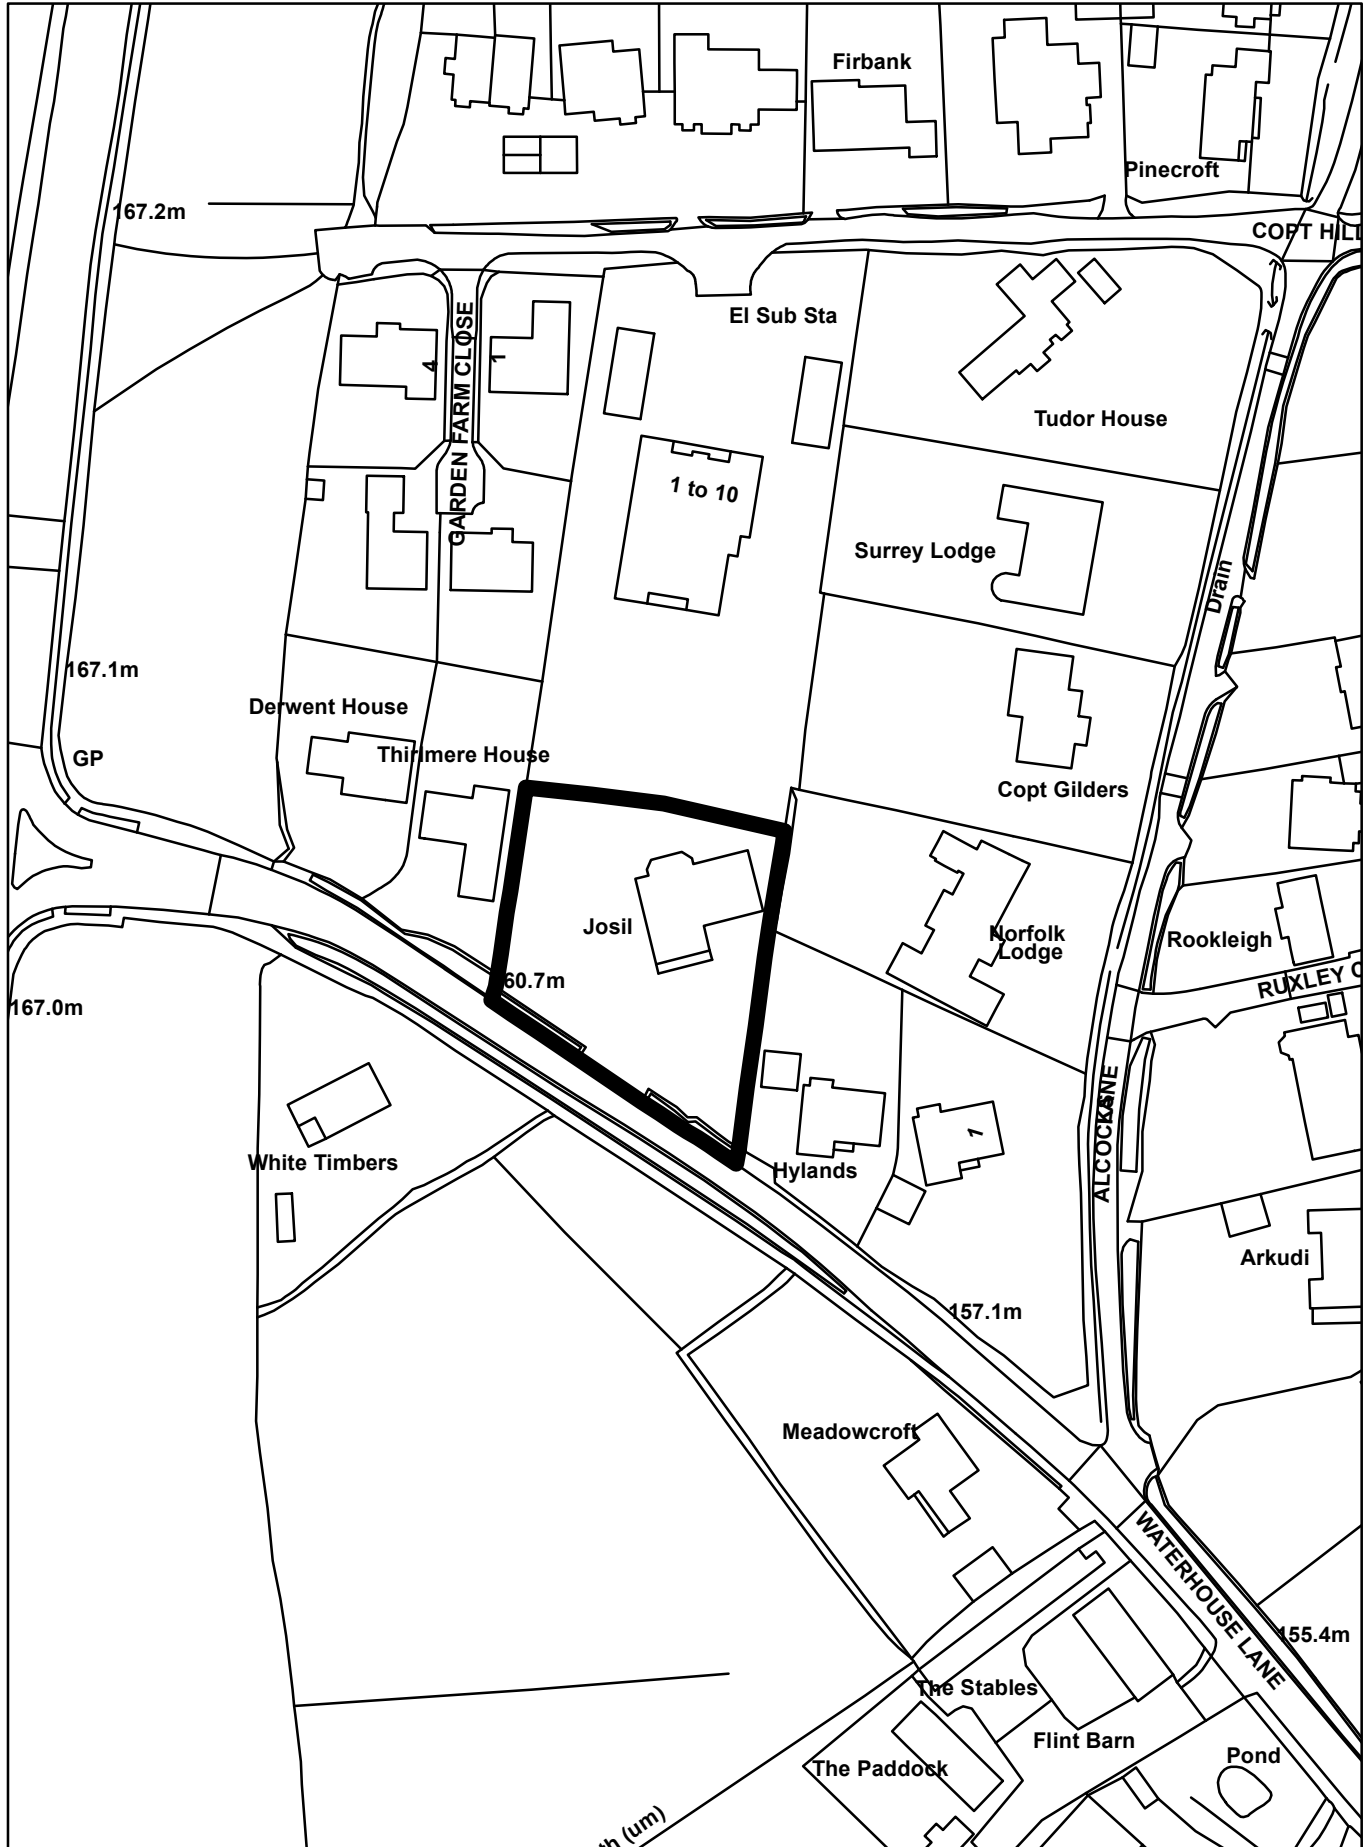 Firbank
Pinecroft
167.2m
COPT HILL
El Sub Sta
4
1
GARDEN FARM CLOSE
Tudor House
1 to 10
Surrey Lodge
Drain
167.1m
Derwent House
Thirlmere House
GP
Copt Gilders
Josil
Norfolk
Lodge
Rookleigh
60.7m
RUXLEY C
167.0m
White Timbers
Hylands
1
Arkudi
157.1m
Meadowcroft
WATERHOUSE LANE
155.4m
The Stables
Flint Barn
The Paddock
Pond
(um)